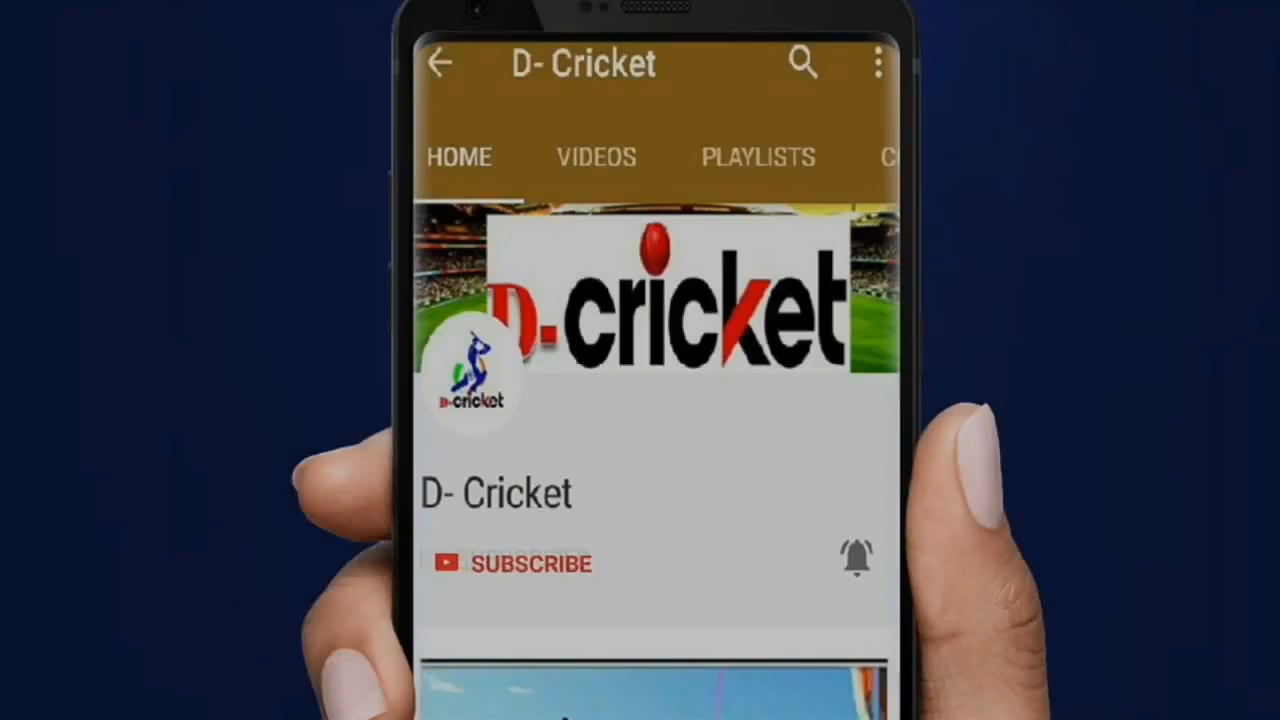 D- Cricket
HOME VIDEOS PLAYLISTS
D-cricket
D-cricket
D- Cricket
SUBSCRIBE